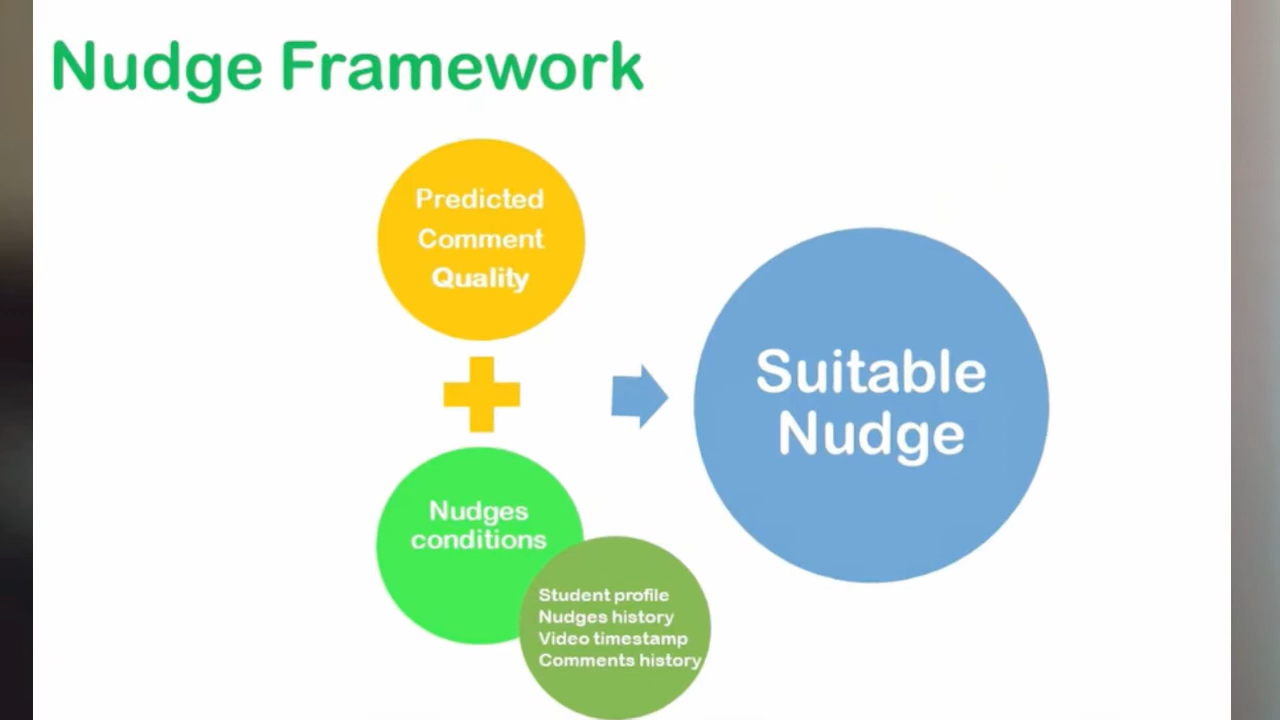 Nudge Framework
Predicted
Comment
Quality
Nudges
conditions
Student profile
Nudges history
Video timestamp
Comments history
Suitable
Nudge